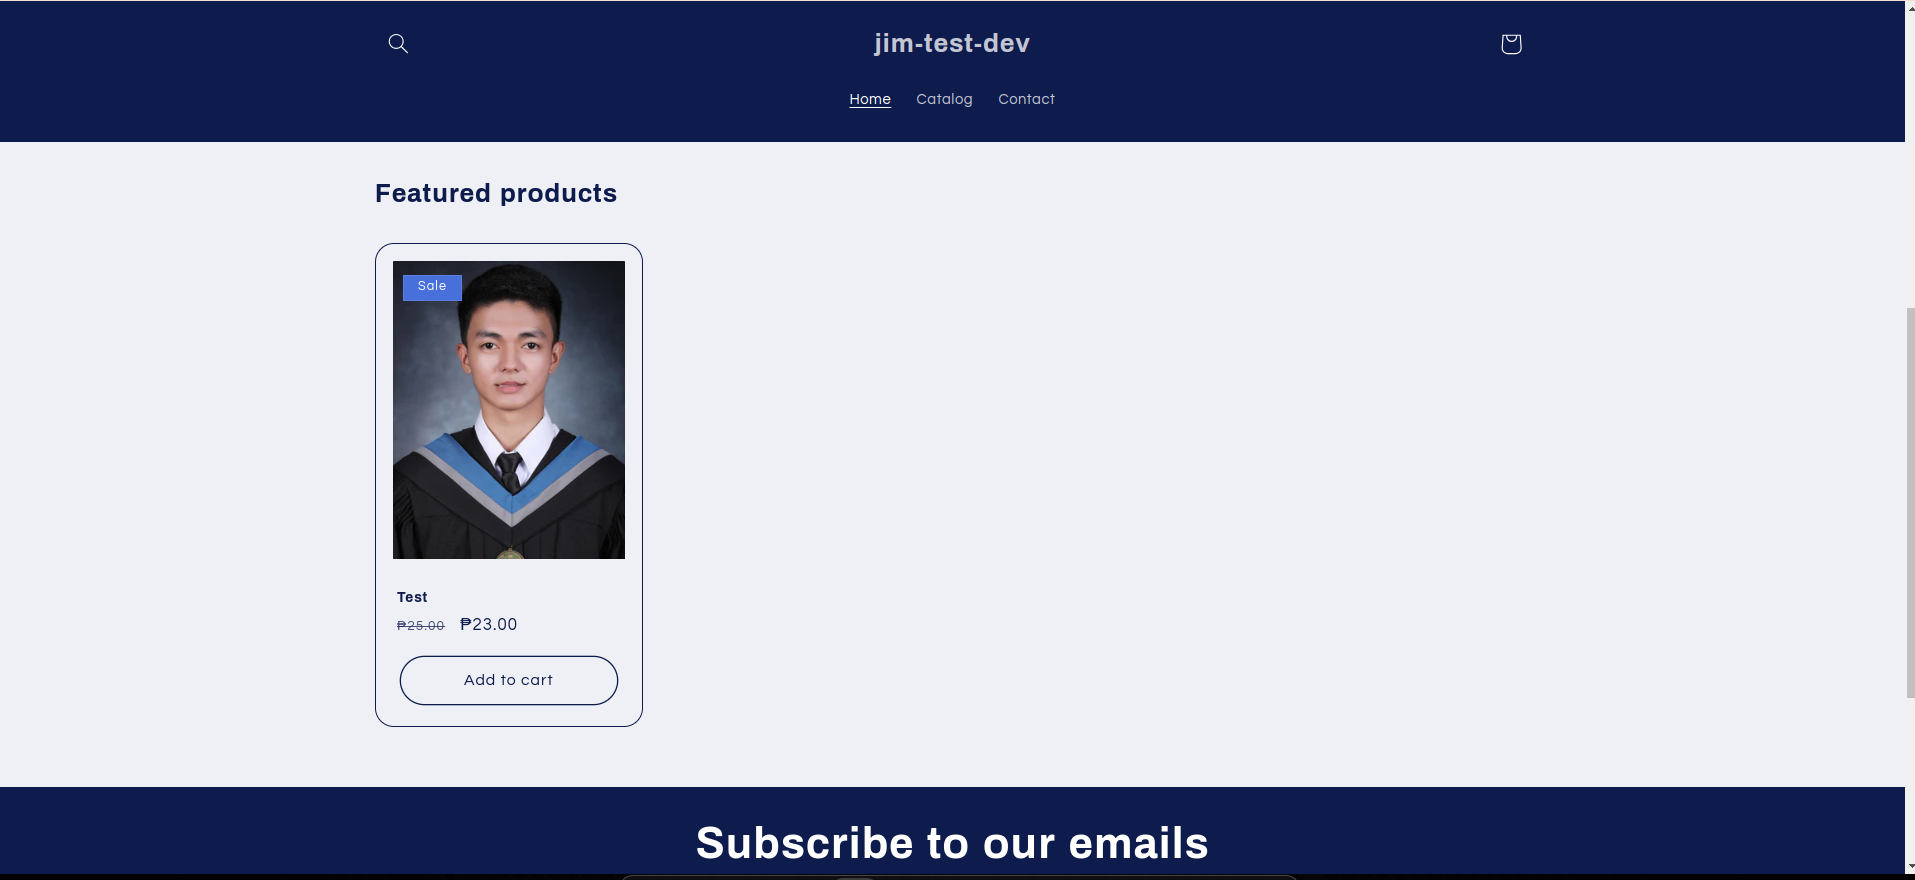 jim-test-dev
Home Catalog Contact
Featured products
Sale
Test
₱25.00 ₱23.00
Add to cart
Subscribe to our emails